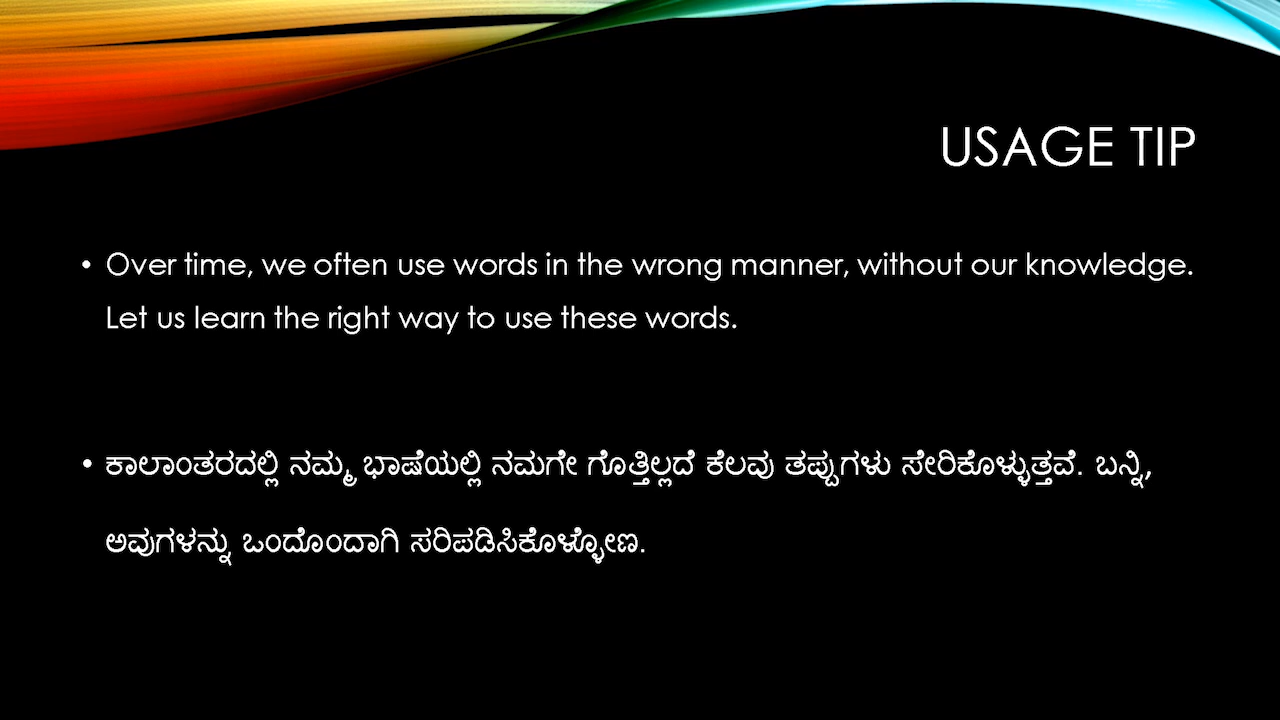 USAGE TIP
• Over time, we often use words in the wrong manner, without our knowledge.
Let us learn the right way to use these words.
• ಕಾಲಾಂತರದಲ್ಲಿ ನಮ್ಮ ಭಾಷೆಯಲ್ಲಿ ನಮಗೇ ಗೊತ್ತಿಲ್ಲದೆ ಕೆಲವು ತಪ್ಪುಗಳು ಸೇರಿಕೊಳ್ಳುತ್ತವೆ. ಬನ್ನಿ,
ಅವುಗಳನ್ನು ಒಂದೊಂದಾಗಿ ಸರಿಪಡಿಸಿಕೊಳ್ಳೋಣ.